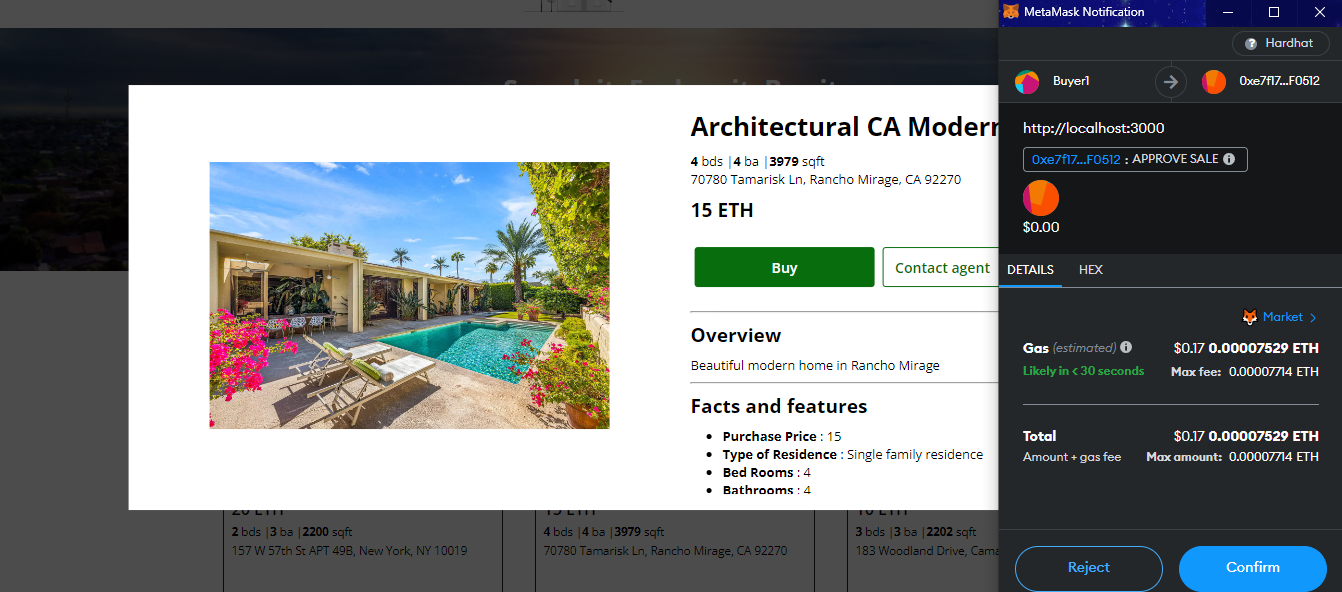 MetaMask Notification
Hardhat
Buyer1
0xe7f17...F0512
http://localhost:3000
0xe7f17...F0512 : APPROVE SALE
$0.00
DETAILS
HEX
Market >
Gas (estimated)
$0.17 0.00007529 ETH
Likely in < 30 seconds
Max fee: 0.00007714 ETH
Total
$0.17 0.00007529 ETH
Amount + gas fee
Max amount: 0.00007714 ETH
Reject
Confirm
Architectural CA Modern
4 bds |4 ba |3979 sqft
70780 Tamarisk Ln, Rancho Mirage, CA 92270
15 ETH
Buy
Contact agent
Overview
Beautiful modern home in Rancho Mirage
Facts and features
• Purchase Price : 15
• Type of Residence : Single family residence
• Bed Rooms : 4
• Bathrooms : 4
20 ETH
2 bds |3 ba |2200 sqft
157 W 57th St APT 49B, New York, NY 10019
15 ETH
4 bds |4 ba |3979 sqft
70780 Tamarisk Ln, Rancho Mirage, CA 92270
10 ETH
3 bds |3 ba |2202 sqft
183 Woodland Drive,